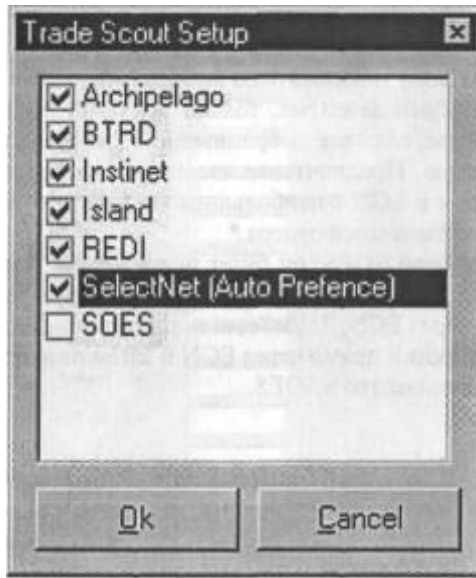 Trade Scout Setup
Archipelago
BTRD
Instinet
Island
REDI
SelectNet (Auto Prefence)
SOES
Ok
Cancel